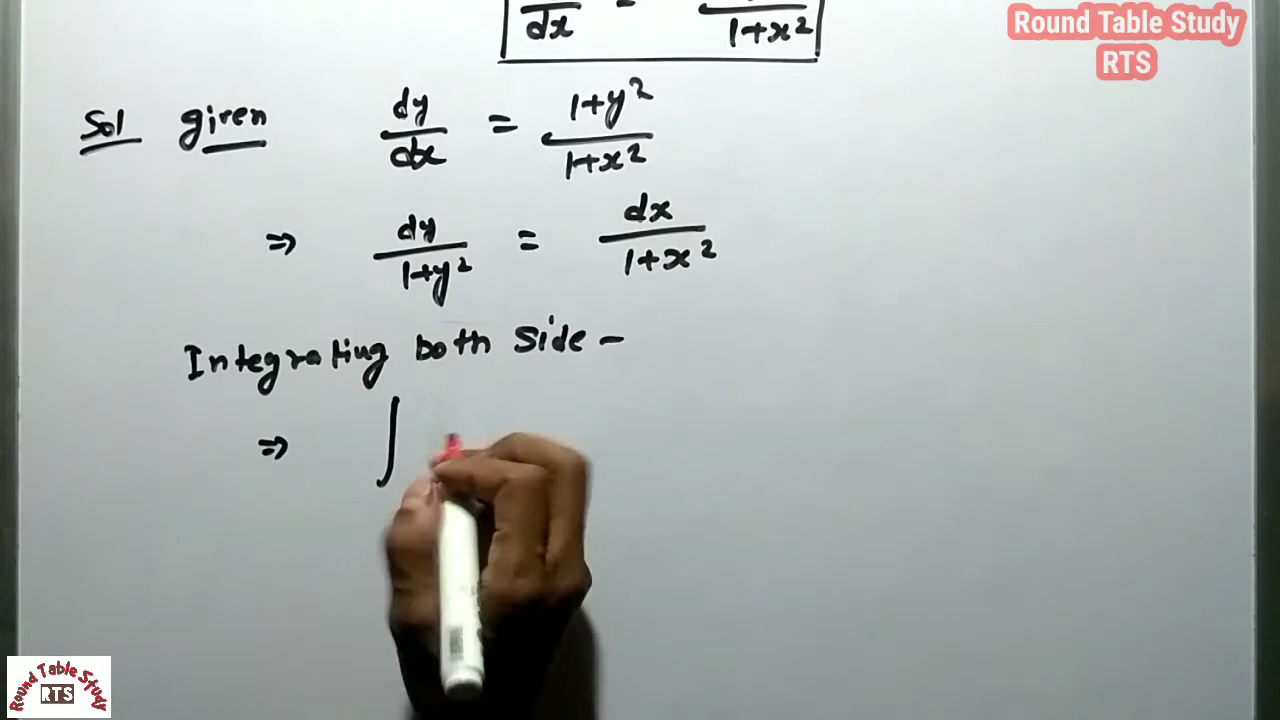 dx = 1+x²
Round Table Study
RTS
Sol given dy/dx = 1+y²/1+x²
⇒ dy/1+y² = dx/1+x²
Integrating both side –
⇒ ∫
Round Table Study
RTS